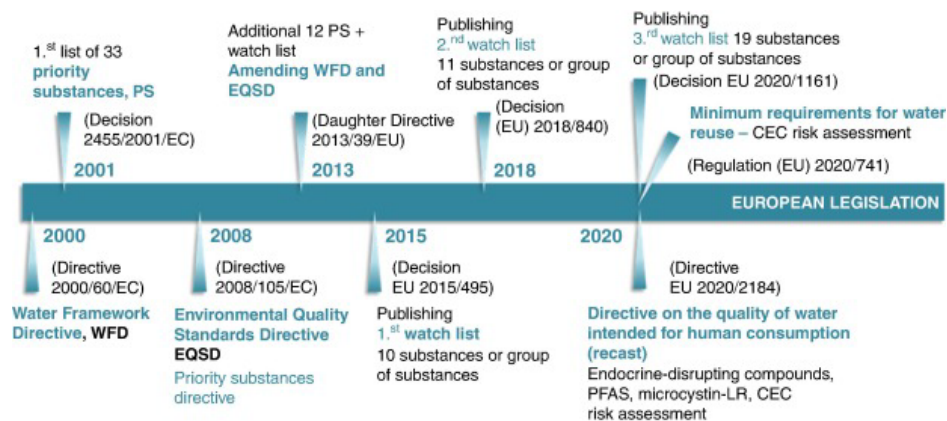 1.st list of 33
priority
substances, PS
(Decision
2455/2001/EC)
2001
Additional 12 PS +
watch list
Amending WFD and
EQSD
(Daughter Directive
2013/39/EU)
2013
Publishing
2.nd watch list
11 substances or group
of substances
(Decision
(EU) 2018/840)
2018
Publishing
3.rd watch list 19 substances
or group of substances
(Decision EU 2020/1161)
Minimum requirements for water
reuse – CEC risk assessment
(Regulation (EU) 2020/741)
EUROPEAN LEGISLATION
2000
(Directive
2000/60/EC)
Water Framework
Directive, WFD
2008
(Directive
2008/105/EC)
Environmental Quality
Standards Directive
EQSD
Priority substances
directive
2015
(Decision
EU 2015/495)
Publishing
1.st watch list
10 substances or group
of substances
2020
(Directive
EU 2020/2184)
Directive on the quality of water
intended for human consumption
(recast)
Endocrine-disrupting compounds,
PFAS, microcystin-LR, CEC
risk assessment